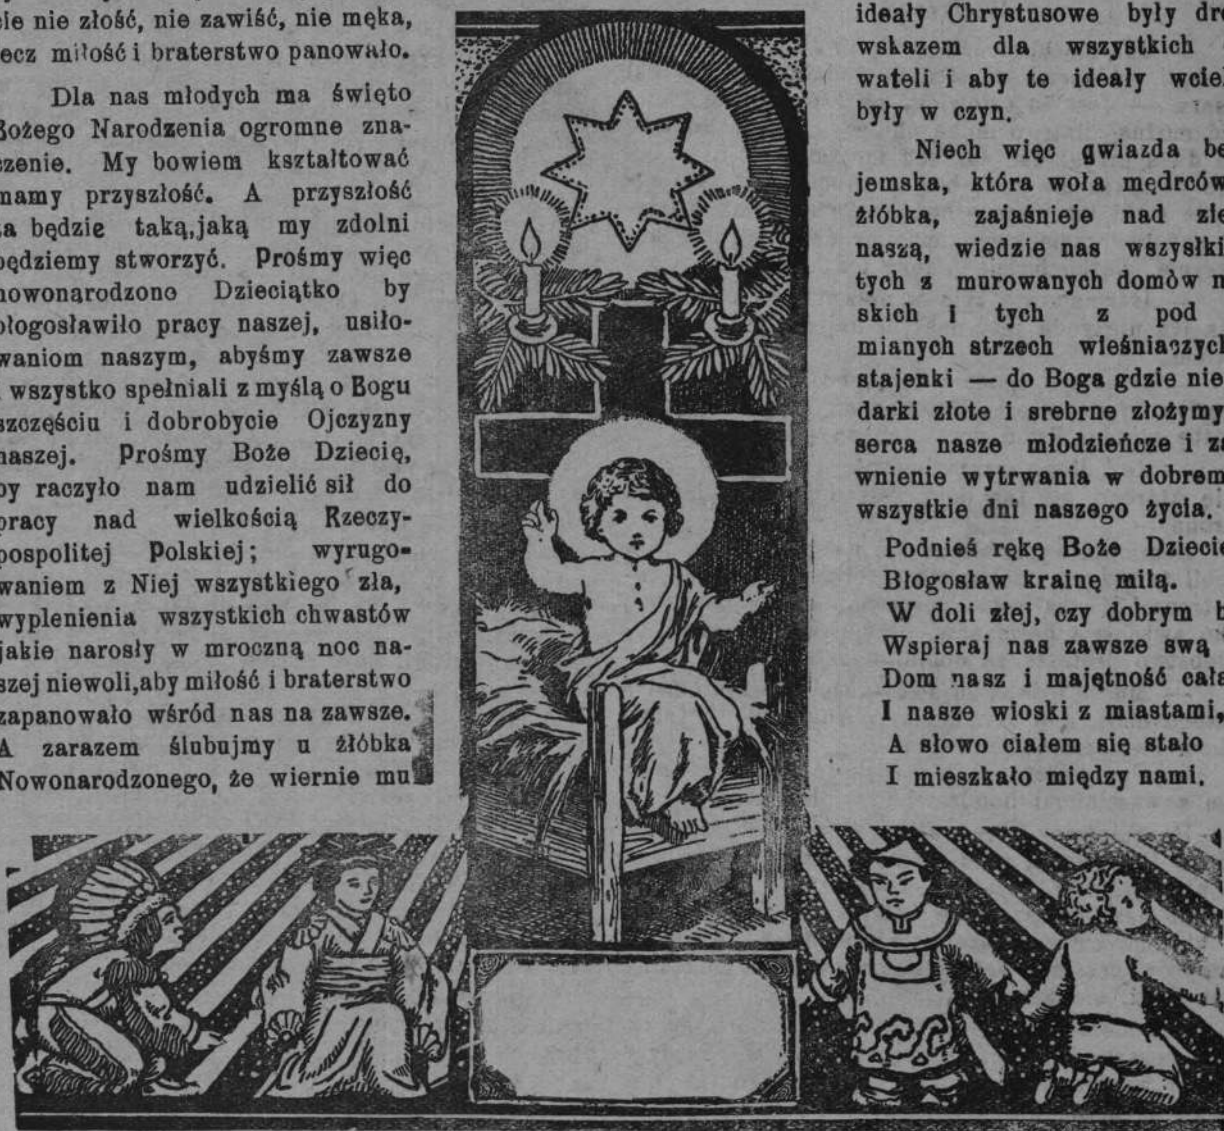 cie nie złość, nie zawiść, nie męka,
lecz miłość i braterstwo panowało.
Dla nas młodych ma święto
Bożego Narodzenia ogromne zna-
czenie. My bowiem kształtować
mamy przyszłość. A przyszłość
ta będzie taką,jaką my zdolni
będziemy stworzyć. Prośmy więc
nowonarodzone Dzieciątko by
błogosławiło pracy naszej, usiło-
waniom naszym, abyśmy zawsze
i wszystko spełniali z myślą o Bogu
szczęściu i dobrobycie Ojczyzny
naszej. Prośmy Boże Dziecię,
by raczyło nam udzielić sił do
pracy nad wielkością Rzeczy-
pospolitej Polskiej; wyrugo-
waniem z Niej wszystkiego zła,
wyplenienia wszystkich chwastów
jakie narosły w mroczną noc na-
szej niewoli,aby miłość i braterstwo
zapanowało wśród nas na zawsze.
A zarazem ślubujmy u żłóbka
Nowonarodzonego, że wiernie mu
ideały Chrystusowe były
wskazem dla wszystkich
wateli i aby te ideały
były w czyn.
Niech więc gwiazda be
jemska, która woła mędrców
żłóbka, zajaśnieje nad
naszą, wiedzie nas wszysłki
tych z murowanych domów
skich i tych z pod
mianych strzech wieśniaczych
stajenki — do Boga gdzie nie
darki złote i srebrne złożymy
serca nasze młodzieńcze i za
wnienie wytrwania w dobrem
wszystkie dni naszego życia.
Podnieś rękę Boże Dziecię
Błogosław krainę miłą.
W doli złej, czy dobrym
Wspieraj nas zawsze swą
Dom nasz i majętność całą
I nasze wioski z miastami,
A słowo ciałem się stało
I mieszkało między nami.